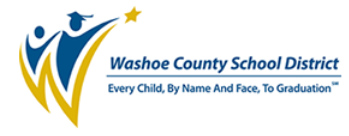 Washoe County School District
Every Child, By Name And Face, To Graduation℠